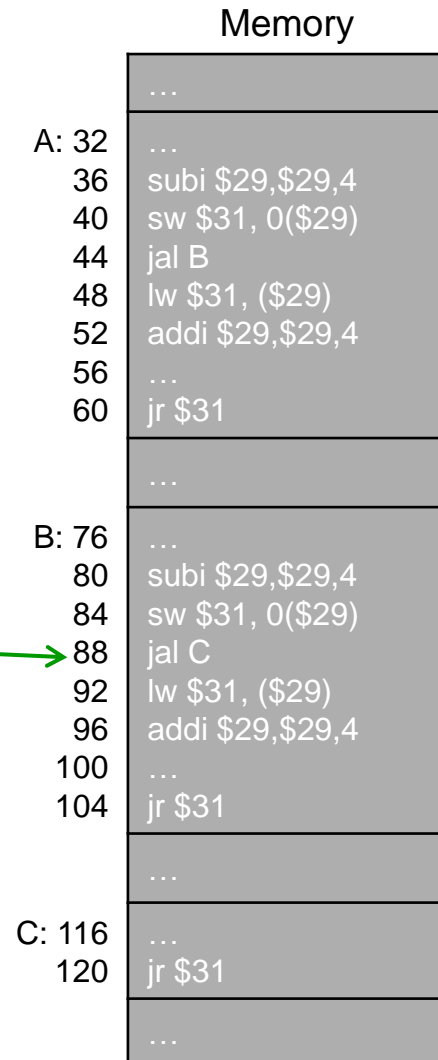 Memory
…
A: 32 …
36 subi $29,$29,4
40 sw $31, 0($29)
44 jal B
48 lw $31, ($29)
52 addi $29,$29,4
56 …
60 jr $31
…
B: 76 …
80 subi $29,$29,4
84 sw $31, 0($29)
88 jal C
92 lw $31, ($29)
96 addi $29,$29,4
100 …
104 jr $31
…
C: 116 …
120 jr $31
…